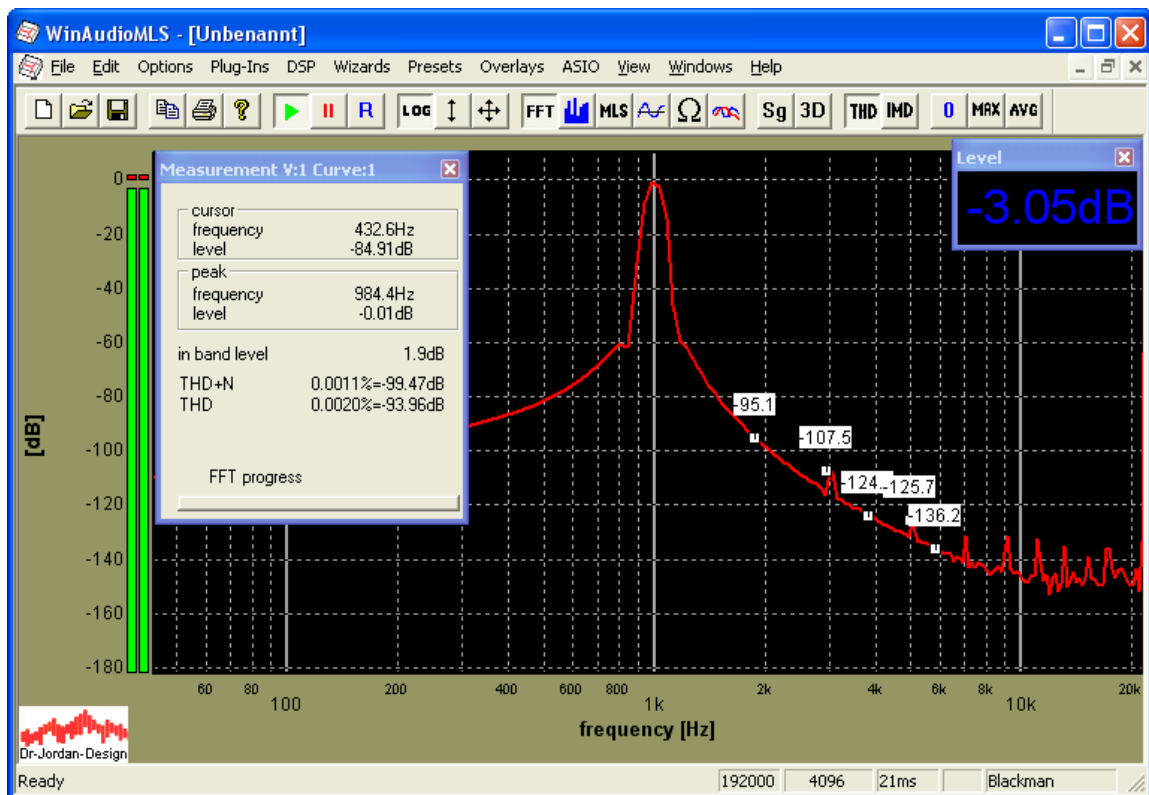 WinAudioMLS - [Unbenannt]
File Edit Options Plug-Ins DSP Wizards Presets Overlays ASIO View Windows Help
R LOG FFT MLS Ω Sg 3D THD IMD 0 MAX AVG
Measurement V:1 Curve:1
cursor
frequency 432.6Hz
level -84.91dB
peak
frequency 984.4Hz
level -0.01dB
in band level 1.9dB
THD+N 0.0011%=-99.47dB
THD 0.0020%=-93.96dB
FFT progress
Level
-3.05dB
[dB]
0
-20
-40
-60
-80
-100
-120
-140
-160
-180
-95.1
-107.5
-124. -125.7
-136.2
60 80 100 200 400 600 800 1k 2k 4k 6k 8k 10k 20k
frequency [Hz]
Dr-Jordan-Design
Ready 192000 4096 21ms Blackman